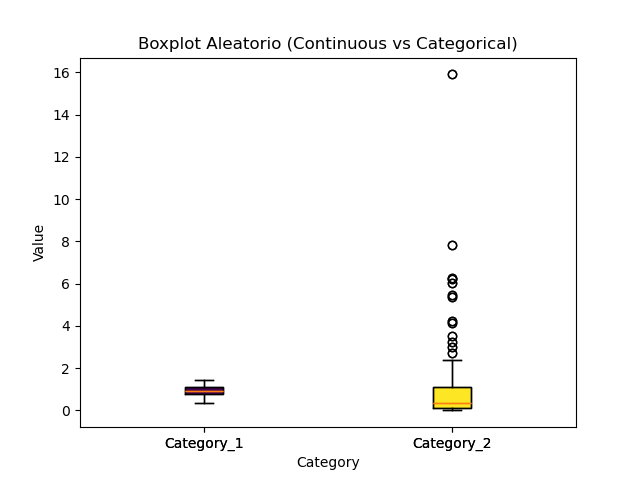 Boxplot Aleatorio (Continuous vs Categorical)
16
14
12
10
8
6
4
2
0
Value
Category_1
Category_2
Category